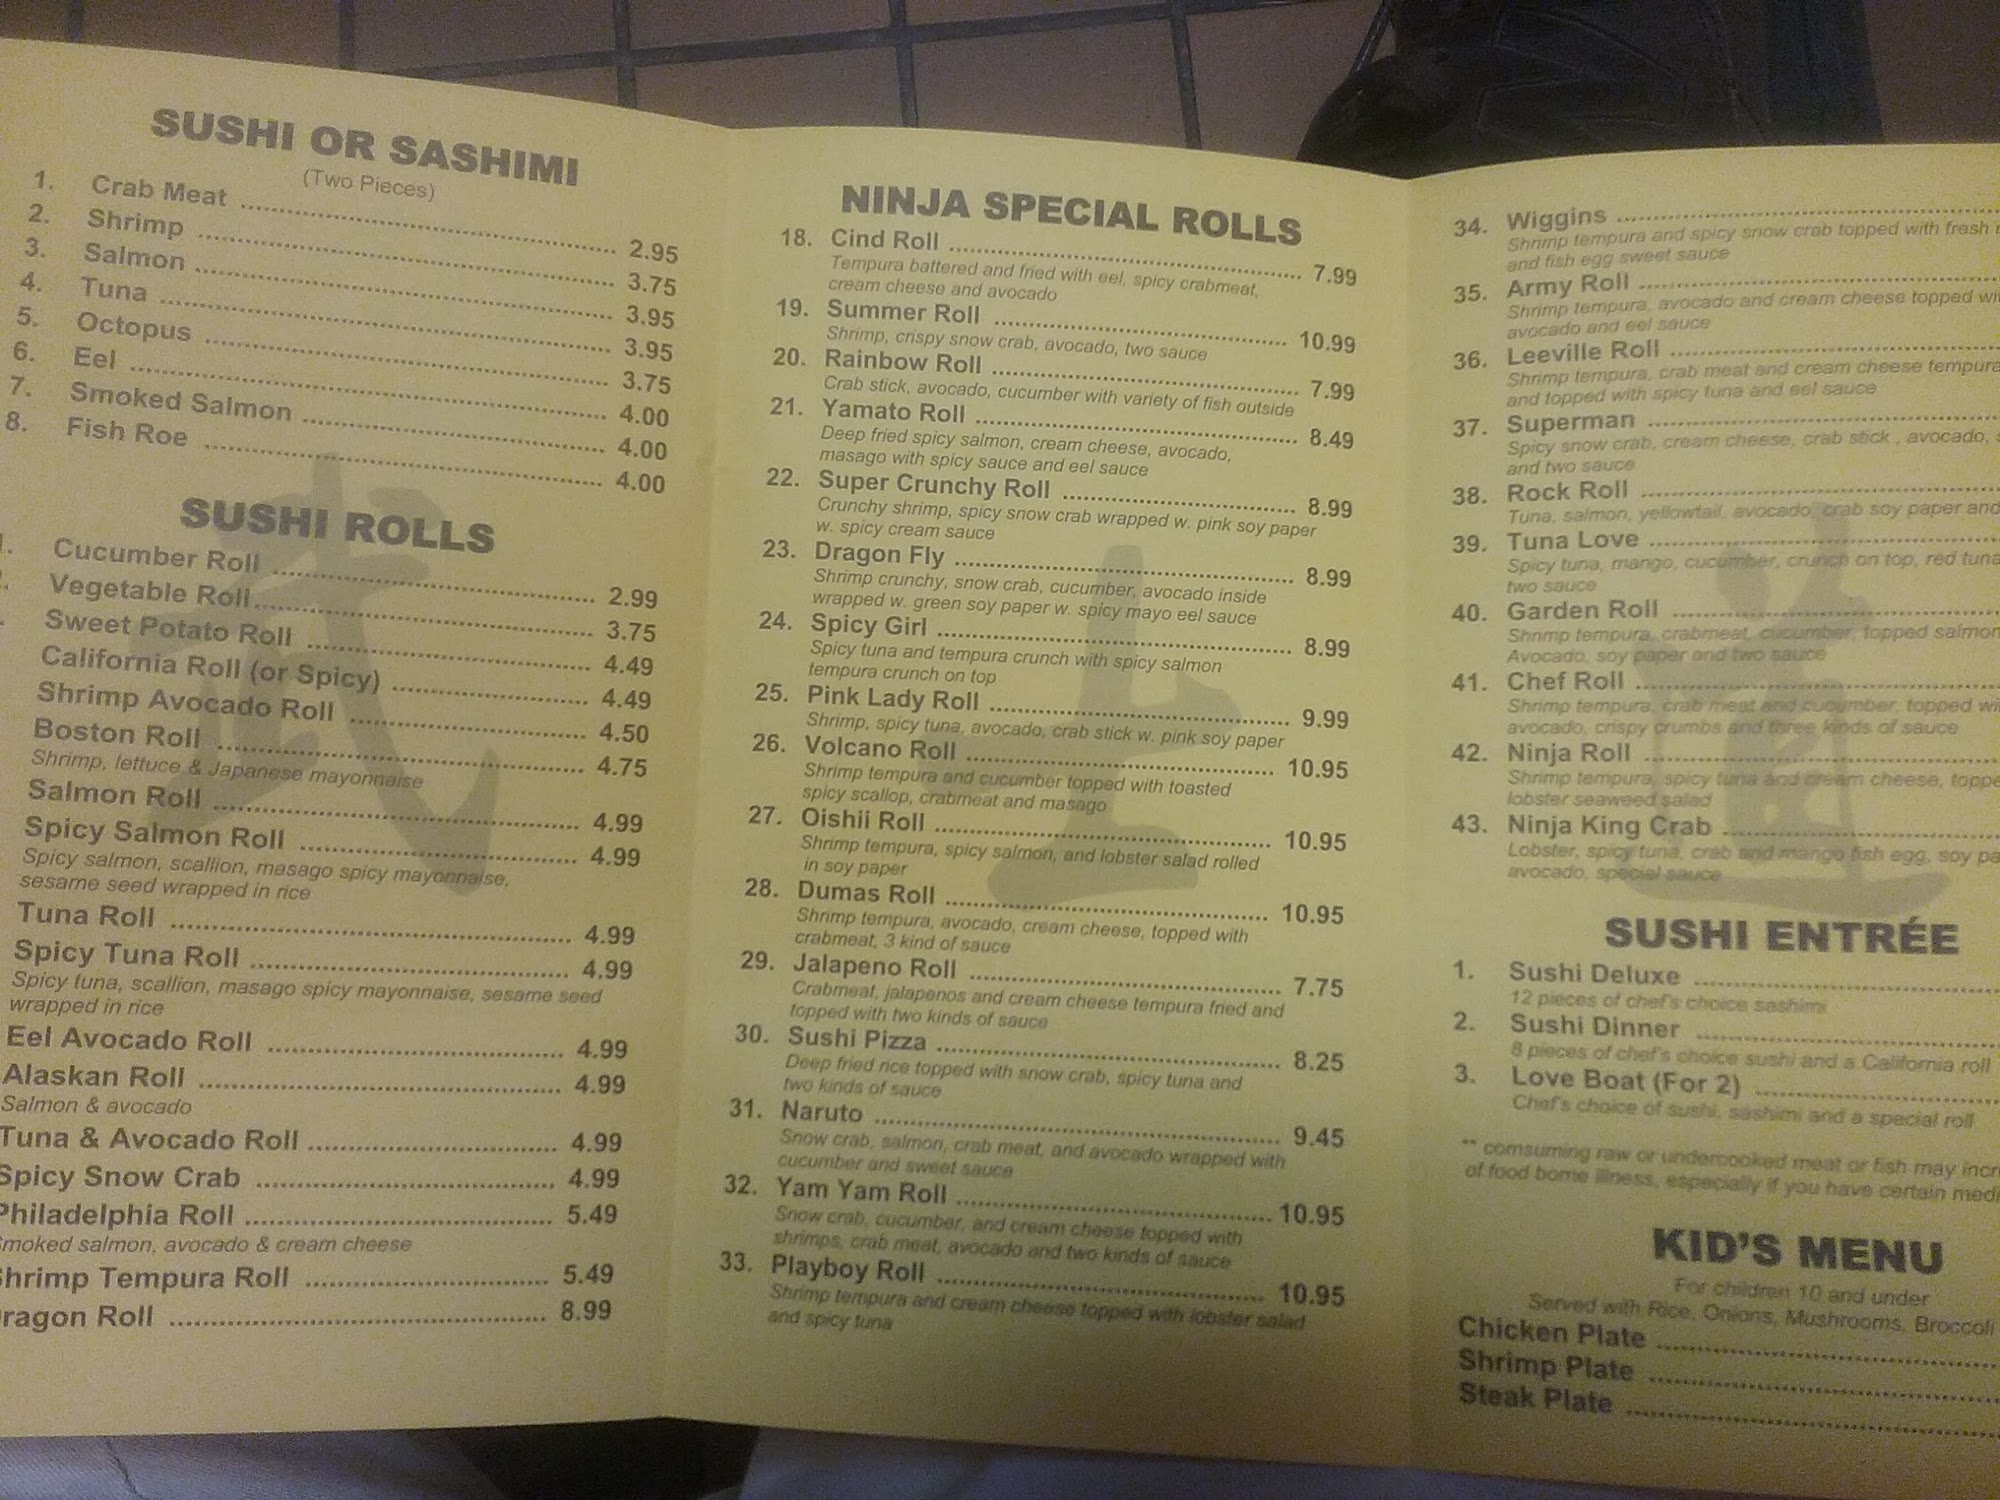 SUSHI OR SASHIMI
(Two Pieces)
1. Crab Meat 2.95
2. Shrimp 3.75
3. Salmon 3.95
4. Tuna 3.95
5. Octopus 3.75
6. Eel 4.00
7. Smoked Salmon 4.00
8. Fish Roe 4.00
SUSHI ROLLS
Cucumber Roll 2.99
Vegetable Roll 3.75
Sweet Potato Roll 4.49
California Roll (or Spicy) 4.49
Shrimp Avocado Roll 4.50
Boston Roll 4.75
Shrimp, lettuce & Japanese mayonnaise
Salmon Roll 4.99
Spicy Salmon Roll 4.99
Spicy salmon, scallion, masago spicy mayonnaise,
sesame seed wrapped in rice
Tuna Roll 4.99
Spicy Tuna Roll 4.99
Spicy tuna, scallion, masago spicy mayonnaise, sesame seed
wrapped in rice
Eel Avocado Roll 4.99
Alaskan Roll 4.99
Salmon & avocado
Tuna & Avocado Roll 4.99
Spicy Snow Crab 4.99
Philadelphia Roll 5.49
moked salmon, avocado & cream cheese
hrimp Tempura Roll 5.49
ragon Roll 8.99
NINJA SPECIAL ROLLS
18. Cind Roll 7.99
Tempura battered and fried with eel, spicy crabmeat,
cream cheese and avocado
19. Summer Roll 10.99
Shrimp, crispy snow crab, avocado, two sauce
20. Rainbow Roll 7.99
Crab stick, avocado, cucumber with variety of fish outside
21. Yamato Roll 8.49
Deep fried spicy salmon, cream cheese, avocado,
masago with spicy sauce and eel sauce
22. Super Crunchy Roll 8.99
Crunchy shrimp, spicy snow crab wrapped w. pink soy paper
w. spicy cream sauce
23. Dragon Fly 8.99
Shrimp crunchy, snow crab, cucumber, avocado inside
wrapped w. green soy paper w. spicy mayo eel sauce
24. Spicy Girl 8.99
Spicy tuna and tempura crunch with spicy salmon
tempura crunch on top
25. Pink Lady Roll 9.99
Shrimp, spicy tuna, avocado, crab stick w. pink soy paper
26. Volcano Roll 10.95
Shrimp tempura and cucumber topped with toasted
spicy scallop, crabmeat and masago
27. Oishii Roll 10.95
Shrimp tempura, spicy salmon, and lobster salad rolled
in soy paper
28. Dumas Roll 10.95
Shrimp tempura, avocado, cream cheese, topped with
crabmeat, 3 kind of sauce
29. Jalapeno Roll 7.75
Crabmeat, jalapenos and cream cheese tempura fried and
topped with two kinds of sauce
30. Sushi Pizza 8.25
Deep fried rice topped with snow crab, spicy tuna and
two kinds of sauce
31. Naruto 9.45
Snow crab, salmon, crab meat, and avocado wrapped with
cucumber and sweet sauce
32. Yam Yam Roll 10.95
Snow crab, cucumber, and cream cheese topped with
shrimps, crab meat, avocado and two kinds of sauce
33. Playboy Roll 10.95
Shrimp tempura and cream cheese topped with lobster salad
and spicy tuna
34. Wiggins
Shrimp tempura and spicy snow crab topped with fresh
and fish egg sweet sauce
35. Army Roll
Shrimp tempura, avocado and cream cheese topped wi
avocado and eel sauce
36. Leeville Roll
Shrimp tempura, crab meat and cream cheese tempura
and topped with spicy tuna and eel sauce
37. Superman
Spicy snow crab, cream cheese, crab stick , avocado,
and two sauce
38. Rock Roll
Tuna, salmon, yellowtail, avocado, crab soy paper and
39. Tuna Love
Spicy tuna, mango, cucumber, crunch on top, red tuna
two sauce
40. Garden Roll
Shrimp tempura, crabmeat, cucumber, topped salmon
Avocado, soy paper and two sauce
41. Chef Roll
Shrimp tempura, crab meat and cucumber, topped wi
avocado, crispy crumbs and three kinds of sauce
42. Ninja Roll
Shrimp tempura, spicy tuna and cream cheese, toppe
lobster seaweed salad
43. Ninja King Crab
Lobster, spicy tuna, crab and mango fish egg, soy pa
avocado, special sauce
SUSHI ENTRÉE
1. Sushi Deluxe
12 pieces of chef's choice sashimi
2. Sushi Dinner
8 pieces of chef's choice sushi and a California roll
3. Love Boat (For 2)
Chef's choice of sushi, sashimi and a special roll
** comsuming raw or undercooked meat or fish may incr
of food borne illness, especially if you have certain medi
KID'S MENU
For children 10 and under
Served with Rice, Onions, Mushrooms, Broccoli
Chicken Plate
Shrimp Plate
Steak Plate